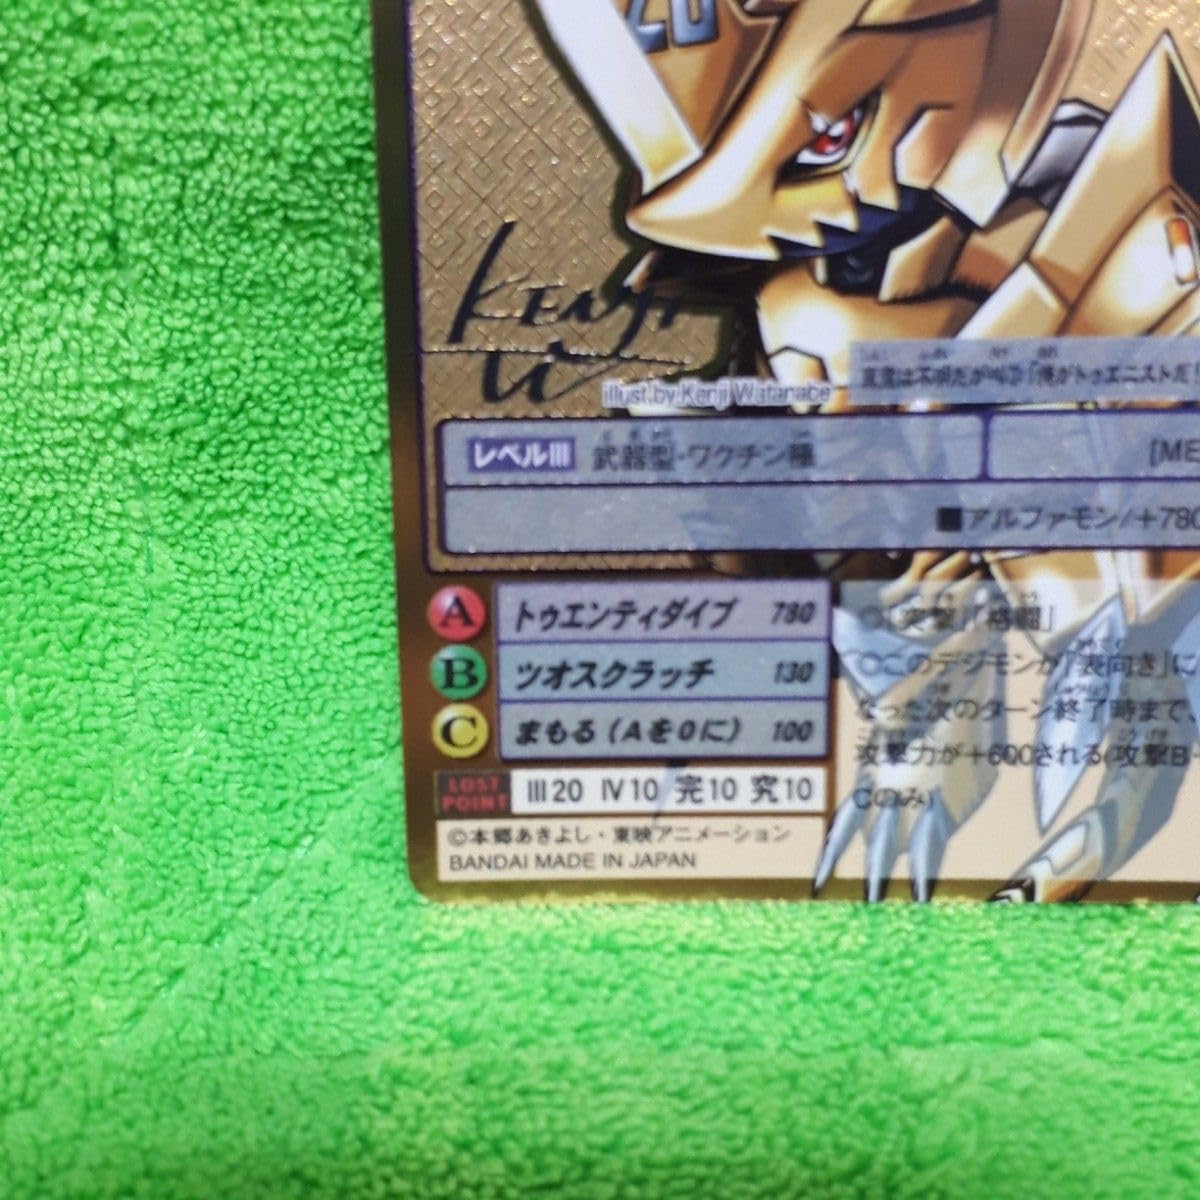 20
KENJI
W
illust.by Kenji Watanabe
真意は不明だが叫ぶ「俺がトゥエニストだ!
レベルIII 武器型・ワクチン種
[ME
■アルファモン/+780
A トゥエンティダイブ 780
B ツオスクラッチ 130
C まもる(Aを0に) 100
LOST POINT III20 IV10 完10 究10
©本郷あきよし・東映アニメーション
BANDAI MADE IN JAPAN
○「突撃」「格闘」
○このデジモンが「表向き」に
なった次のターン終了時まで、
攻撃力が+600される(攻撃B・
Cのみ)